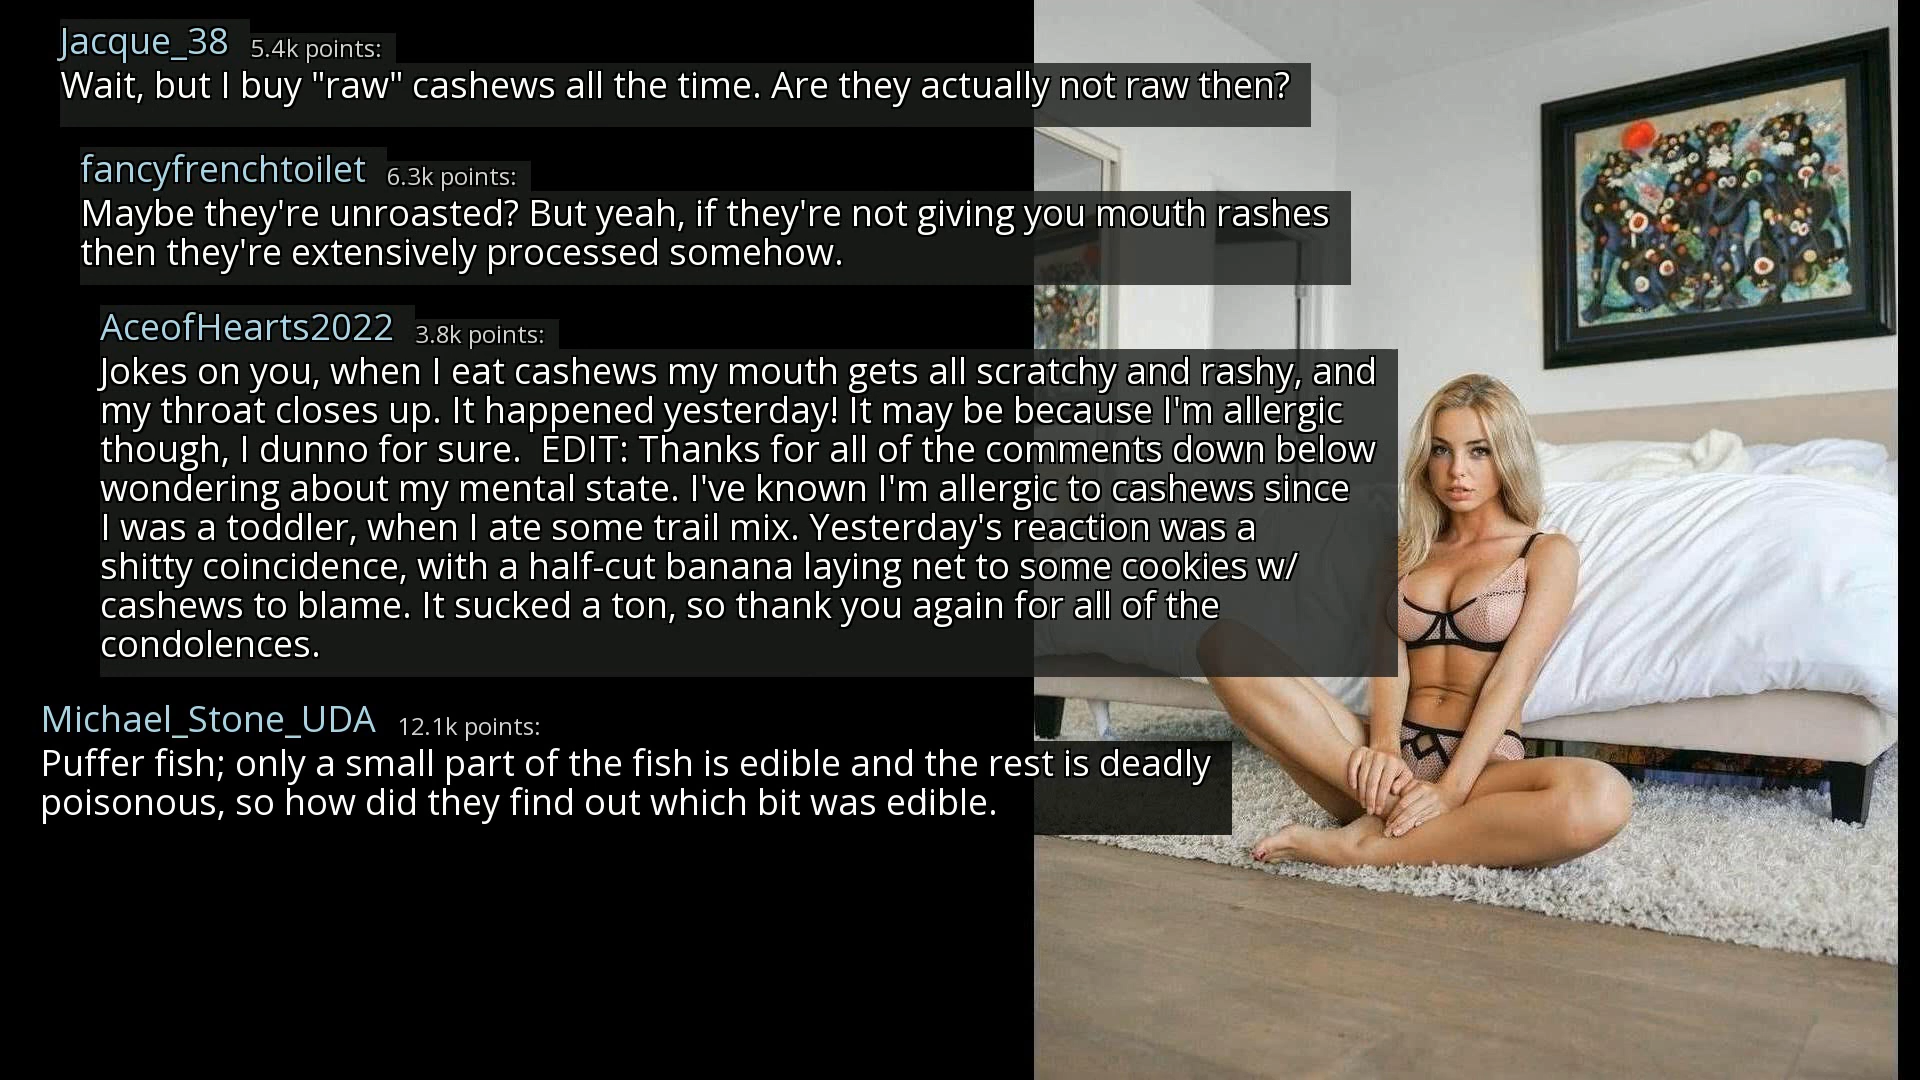 Jacque_38 5.4k points:
Wait, but I buy "raw" cashews all the time. Are they actually not raw then?
fancyfrenchtoilet 6.3k points:
Maybe they're unroasted? But yeah, if they're not giving you mouth rashes
then they're extensively processed somehow.
AceofHearts2022 3.8k points:
Jokes on you, when I eat cashews my mouth gets all scratchy and rashy, and
my throat closes up. It happened yesterday! It may be because I'm allergic
though, I dunno for sure.  EDIT: Thanks for all of the comments down below
wondering about my mental state. I've known I'm allergic to cashews since
I was a toddler, when I ate some trail mix. Yesterday's reaction was a
shitty coincidence, with a half-cut banana laying net to some cookies w/
cashews to blame. It sucked a ton, so thank you again for all of the
condolences.
Michael_Stone_UDA 12.1k points:
Puffer fish; only a small part of the fish is edible and the rest is deadly
poisonous, so how did they find out which bit was edible.